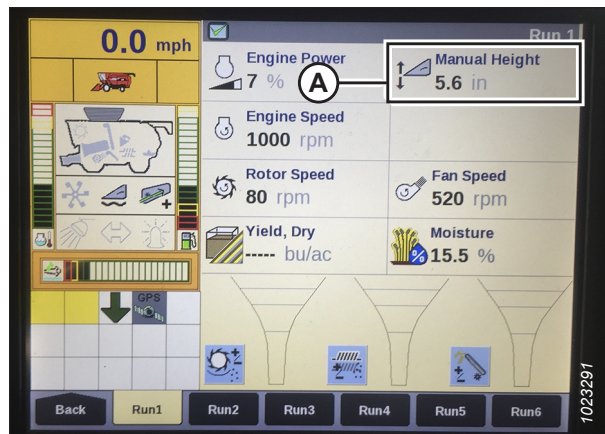 0.0 mph
Run 1
Engine Power
7 %
A
Manual Height
5.6 in
Engine Speed
1000 rpm
Rotor Speed
80 rpm
Fan Speed
520 rpm
Yield, Dry
----- bu/ac
Moisture
%
15.5 %
GPS
Back
Run1
Run2
Run3
Run4
Run5
Run6
1023291